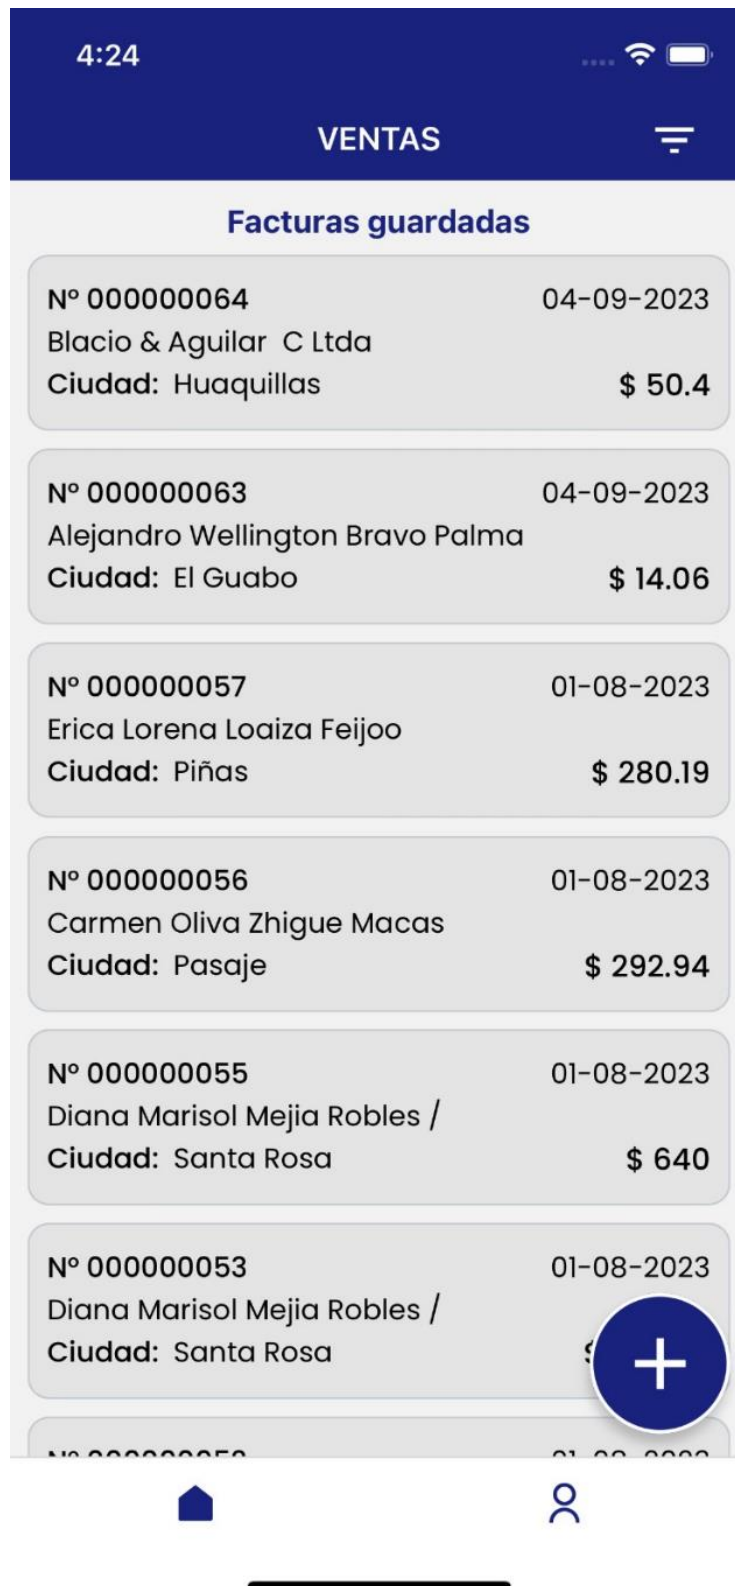 4:24
VENTAS
Facturas guardadas
Nº 000000064 04-09-2023
Blacio & Aguilar  C Ltda
Ciudad: Huaquillas $ 50.4
Nº 000000063 04-09-2023
Alejandro Wellington Bravo Palma
Ciudad: El Guabo $ 14.06
Nº 000000057 01-08-2023
Erica Lorena Loaiza Feijoo
Ciudad: Piñas $ 280.19
Nº 000000056 01-08-2023
Carmen Oliva Zhigue Macas
Ciudad: Pasaje $ 292.94
Nº 000000055 01-08-2023
Diana Marisol Mejia Robles /
Ciudad: Santa Rosa $ 640
Nº 000000053 01-08-2023
Diana Marisol Mejia Robles /
Ciudad: Santa Rosa $